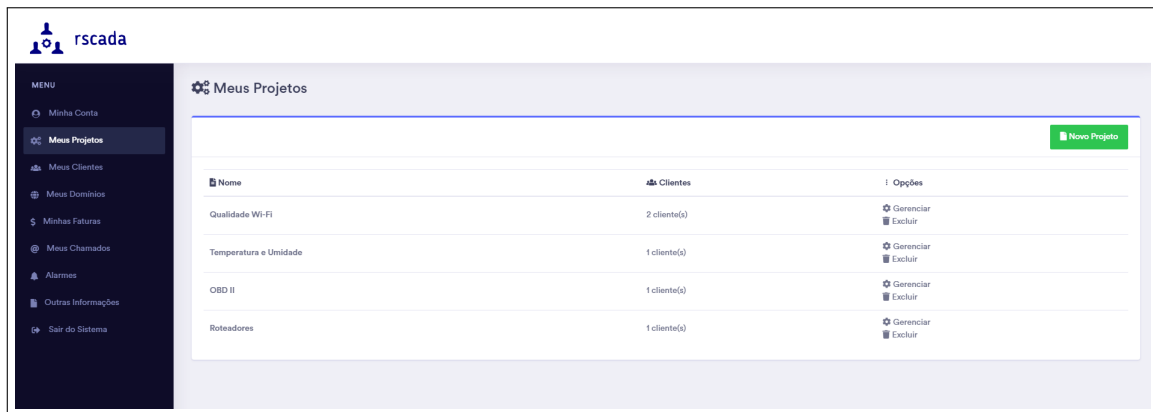 rscada
MENU
Minha Conta
Meus Projetos
Meus Clientes
Meus Domínios
Minhas Faturas
Meus Chamados
Alarmes
Outras Informações
Sair do Sistema
Meus Projetos
Novo Projeto
Nome Clientes Opções
Qualidade Wi-Fi 2 cliente(s) Gerenciar
Excluir
Temperatura e Umidade 1 cliente(s) Gerenciar
Excluir
OBD II 1 cliente(s) Gerenciar
Excluir
Roteadores 1 cliente(s) Gerenciar
Excluir